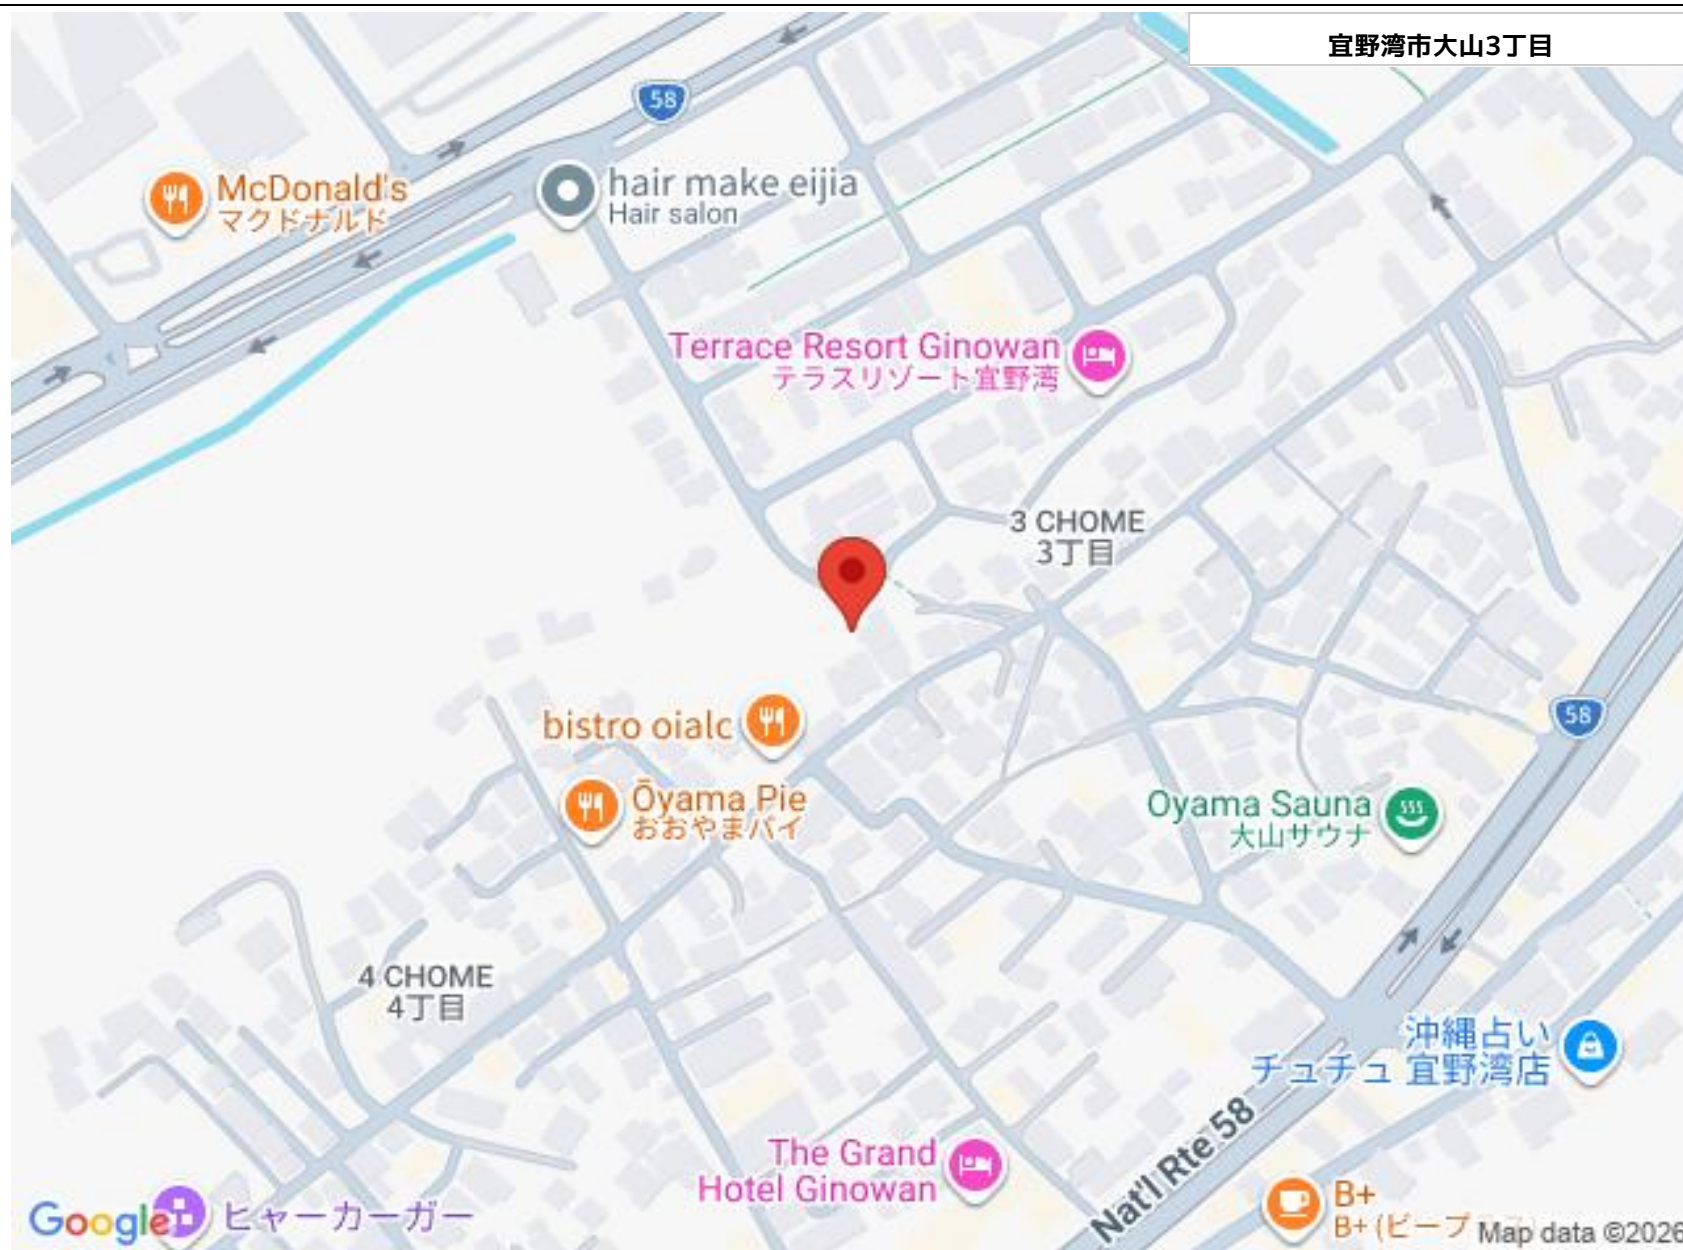 宜野湾市大山3丁目
58
McDonald's
マクドナルド
hair make eijia
Hair salon
Terrace Resort Ginowan
テラスリゾート宜野湾
3 CHOME
3丁目
bistro oialc
58
Ōyama Pie
おおやまパイ
Oyama Sauna
大山サウナ
4 CHOME
4丁目
沖縄占い
チュチュ 宜野湾店
The Grand
Hotel Ginowan
Nat'l Rte 58
B+
B+ (ビープ
Google
ヒャーカーガー
Map data ©2026